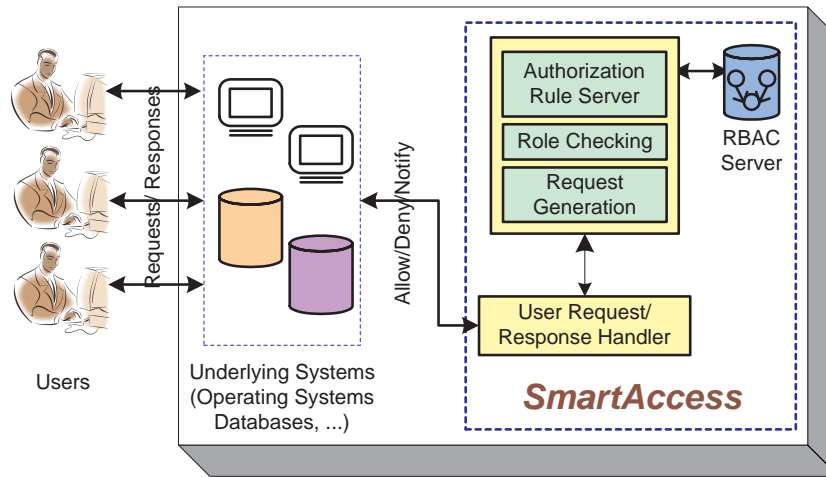 Users
Requests/ Responses
Underlying Systems
(Operating Systems
Databases, ...)
Allow/Deny/Notify
Authorization
Rule Server
Role Checking
Request
Generation
RBAC
Server
User Request/
Response Handler
SmartAccess